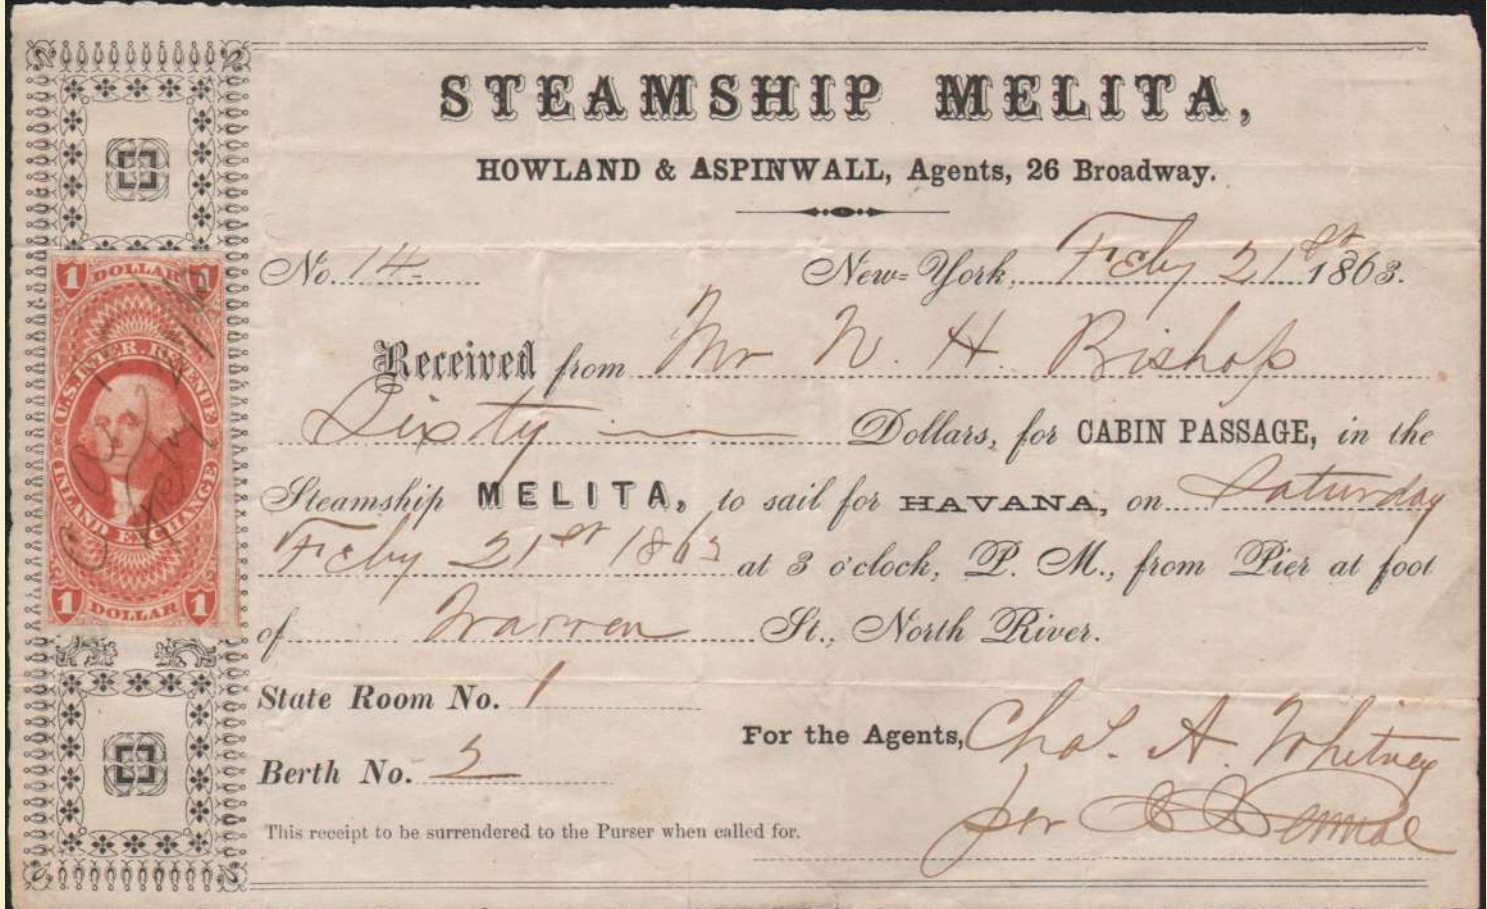 STEAMSHIP MELITA,
HOWLAND & ASPINWALL, Agents, 26 Broadway.
No. 14 New-York, Feby 21st 1863.
Received from Mr N. H. Bishop
Sixty Dollars, for CABIN PASSAGE, in the
Steamship MELITA, to sail for HAVANA, on Saturday
Feby 21st 1863 at 3 o'clock, P. M., from Pier at foot
of Warren St., North River.
State Room No. 1
Berth No. 2
For the Agents, Chas. A. Whitney
per
This receipt to be surrendered to the Purser when called for.
1 DOLLAR 1
U.S. INTER. REVENUE
INLAND EXCHANGE
1 DOLLAR 1